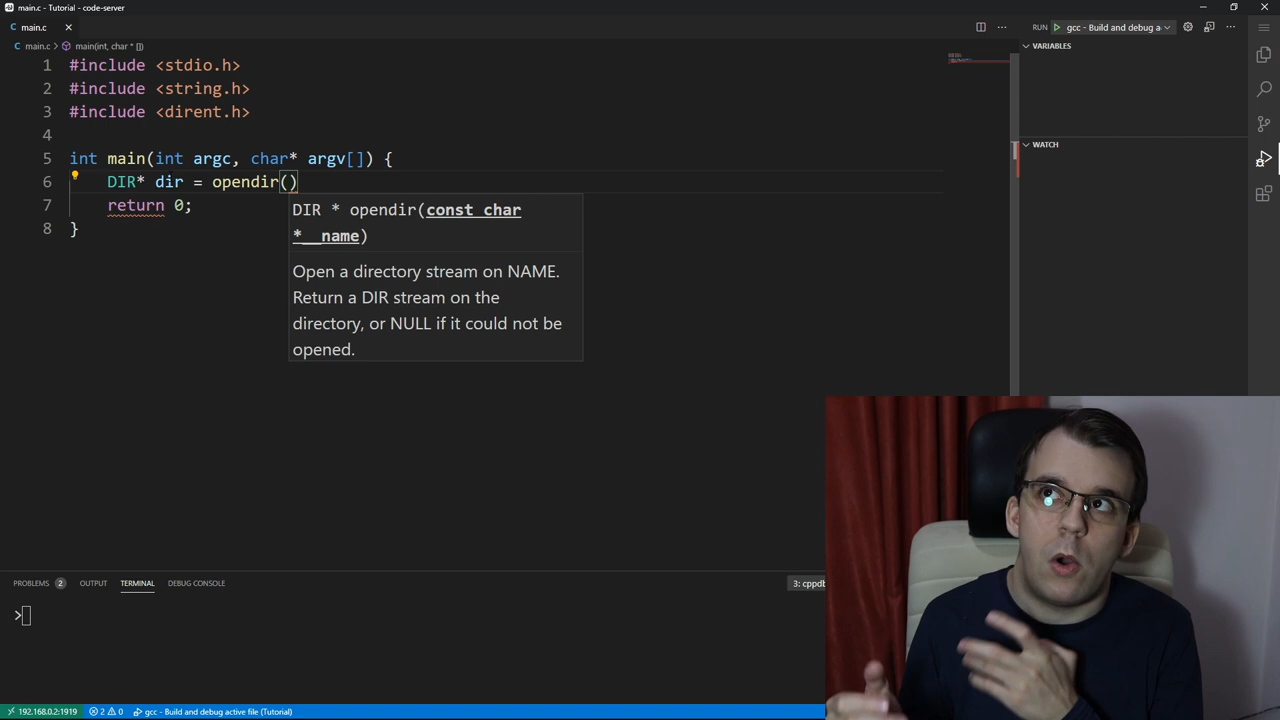 main.c - Tutorial - code-server
main.c
RUN gcc - Build and debug a
main.c > main(int, char * [])
VARIABLES
WATCH
1 #include <stdio.h>
2 #include <string.h>
3 #include <dirent.h>
4
5 int main(int argc, char* argv[]) {
6 DIR* dir = opendir()
7 return 0;
8 }
DIR * opendir(const char
*__name)
Open a directory stream on NAME.
Return a DIR stream on the
directory, or NULL if it could not be
opened.
PROBLEMS 2 OUTPUT TERMINAL DEBUG CONSOLE 3: cppdb
>
192.168.0.2:1919 2 0 gcc - Build and debug active file (Tutorial)